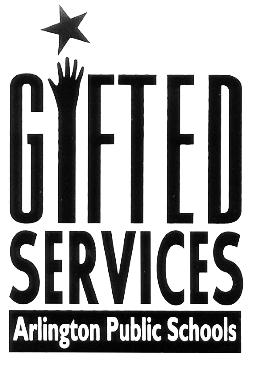 GIFTED
SERVICES
Arlington Public Schools